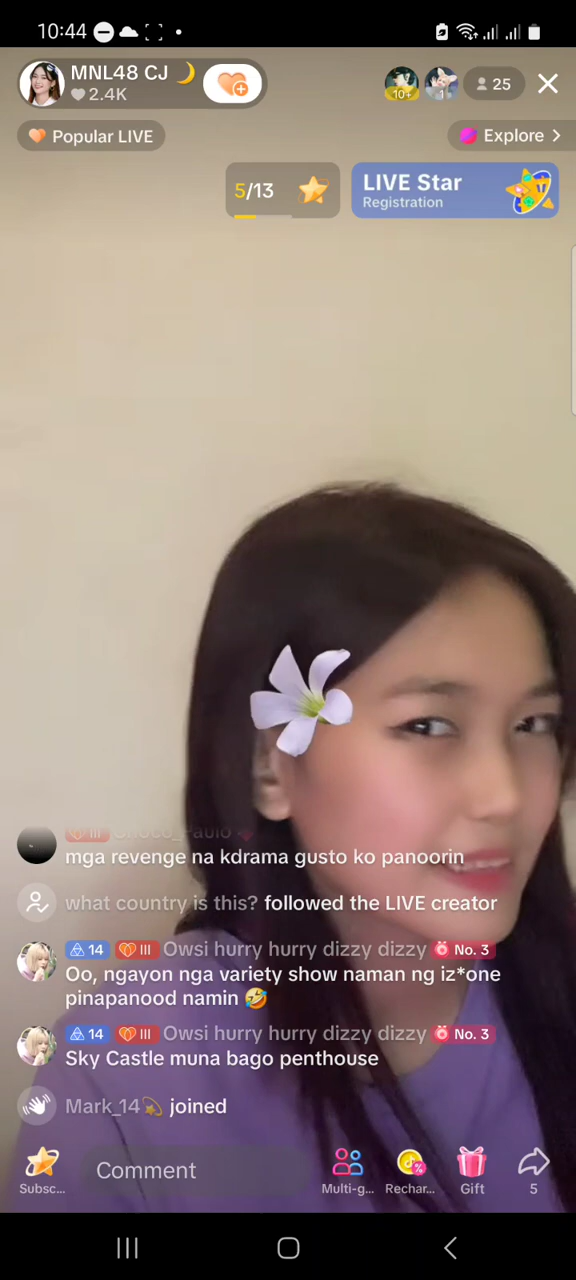 10:44
MNL48 CJ 🌙
2.4K
10+
1
25
Popular LIVE
Explore >
5/13
LIVE Star
Registration
III Choco_Paulo
mga revenge na kdrama gusto ko panoorin
what country is this? followed the LIVE creator
14 III Owsi hurry hurry dizzy dizzy No. 3
Oo, ngayon nga variety show naman ng iz*one
pinapanood namin 🤣
14 III Owsi hurry hurry dizzy dizzy No. 3
Sky Castle muna bago penthouse
Mark_14💫 joined
Comment
Subsc...
Multi-g...
Rechar...
Gift
5